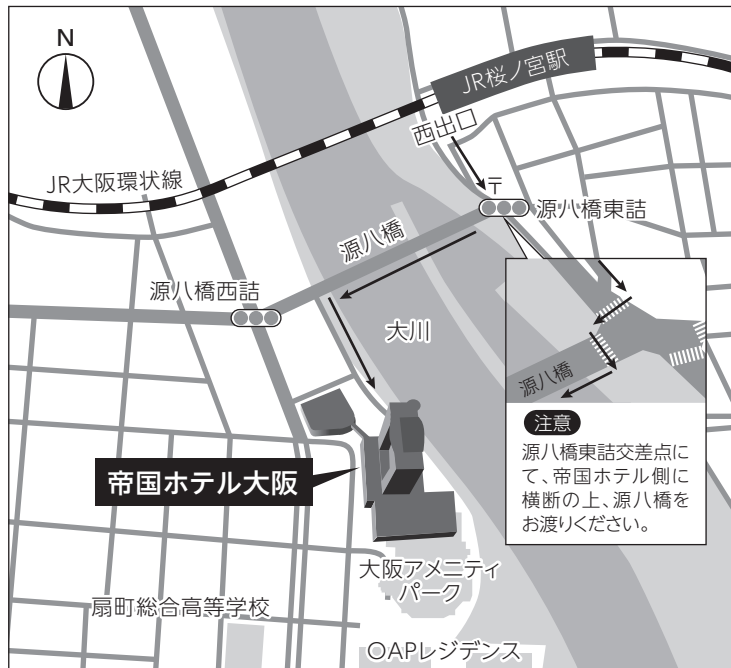 N
JR桜ノ宮駅
西出口
JR大阪環状線
〒
源八橋東詰
源八橋
源八橋西詰
大川
源八橋
注意
源八橋東詰交差点に
て、帝国ホテル側に
横断の上、源八橋を
お渡りください。
帝国ホテル大阪
大阪アメニティ
パーク
扇町総合高等学校
OAPレジデンス